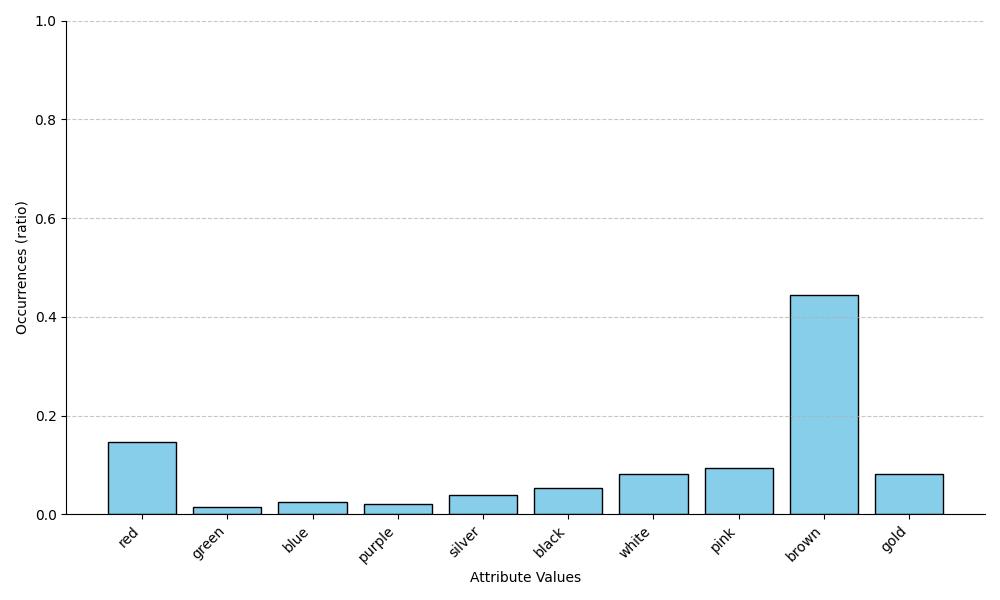 1.0
0.8
0.6
0.4
0.2
0.0
Occurrences (ratio)
red
green
blue
purple
silver
black
white
pink
brown
gold
Attribute Values